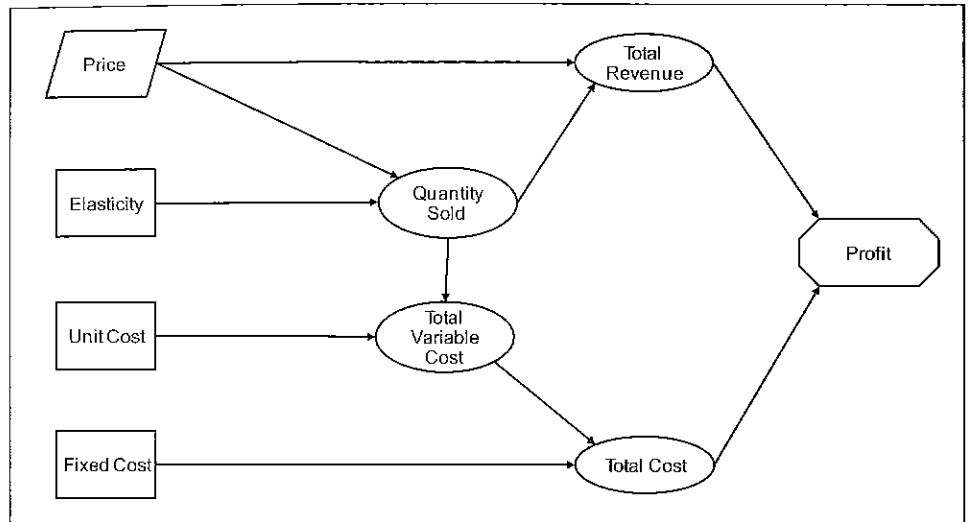 Price
Total
Revenue
Elasticity
Quantity
Sold
Profit
Unit Cost
Total
Variable
Cost
Fixed Cost
Total Cost